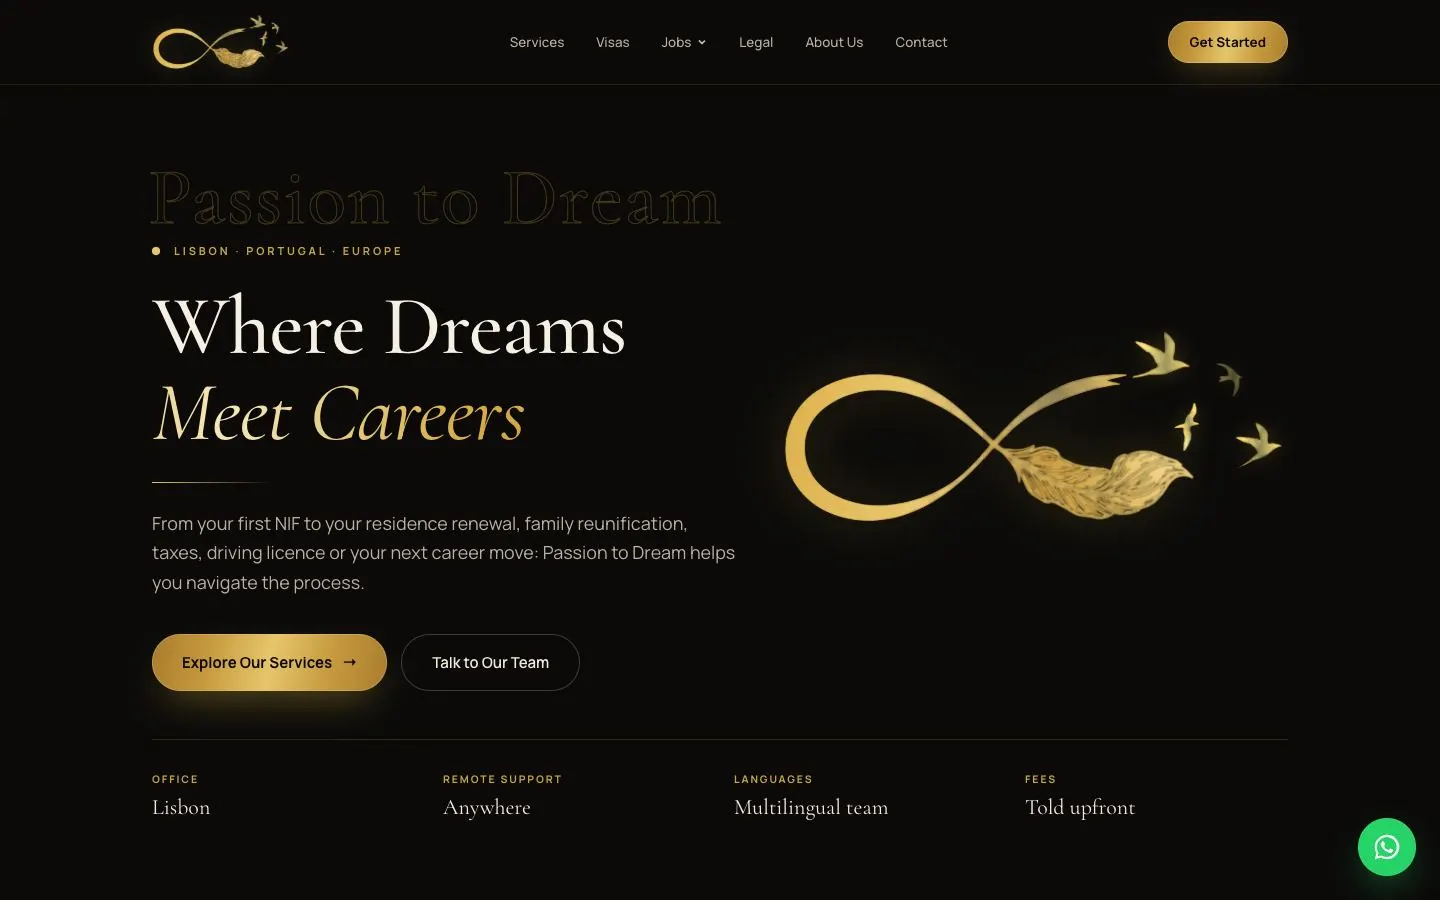 Services
Visas
Jobs
Legal
About Us
Contact
Get Started
Passion to Dream
LISBON · PORTUGAL · EUROPE
Where Dreams
Meet Careers
From your first NIF to your residence renewal, family reunification,
taxes, driving licence or your next career move: Passion to Dream helps
you navigate the process.
Explore Our Services →
Talk to Our Team
OFFICE
Lisbon
REMOTE SUPPORT
Anywhere
LANGUAGES
Multilingual team
FEES
Told upfront